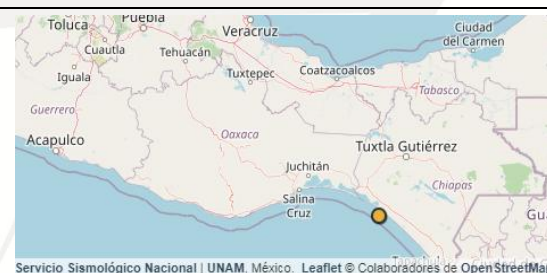 Toluca
Puebla
Veracruz
Ciudad
del Carmen
Cuautla
Tehuacán
Iguala
Tuxtepec
Coatzacoalcos
Tabasco
Guerrero
Acapulco
Oaxaca
Tuxtla Gutiérrez
Juchitán
Chiapas
Salina
Cruz
Gu
Servicio Sismológico Nacional | UNAM, México. Leaflet © Colaboradores de OpenStreetMa